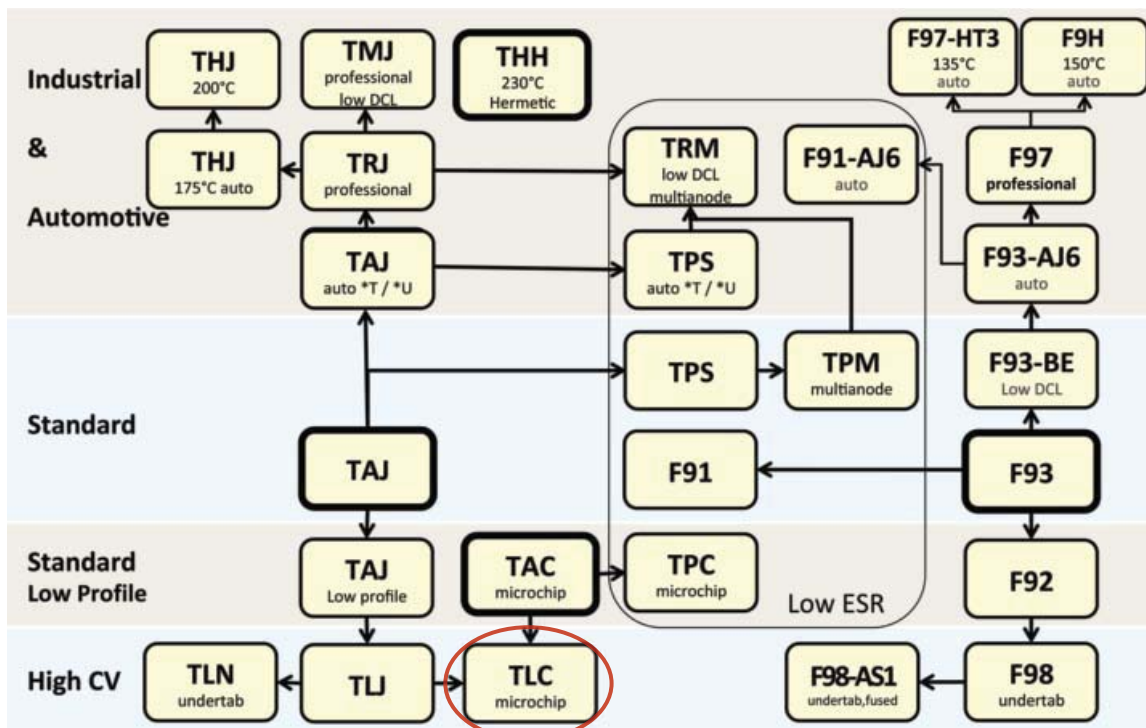 Industrial
&
Automotive
THJ
200°C
TMJ
professional
low DCL
THH
230°C
Hermetic
F97-HT3
135°C
auto
F9H
150°C
auto
THJ
175°C auto
TRJ
professional
TRM
low DCL
multianode
F91-AJ6
auto
F97
professional
TAJ
auto *T / *U
TPS
auto *T / *U
F93-AJ6
auto
Standard
TPS
TPM
multianode
F93-BE
Low DCL
TAJ
F91
F93
Standard
Low Profile
TAJ
Low profile
TAC
microchip
TPC
microchip
Low ESR
F92
High CV
TLN
undertab
TLJ
TLC
microchip
F98-AS1
undertab,fused
F98
undertab